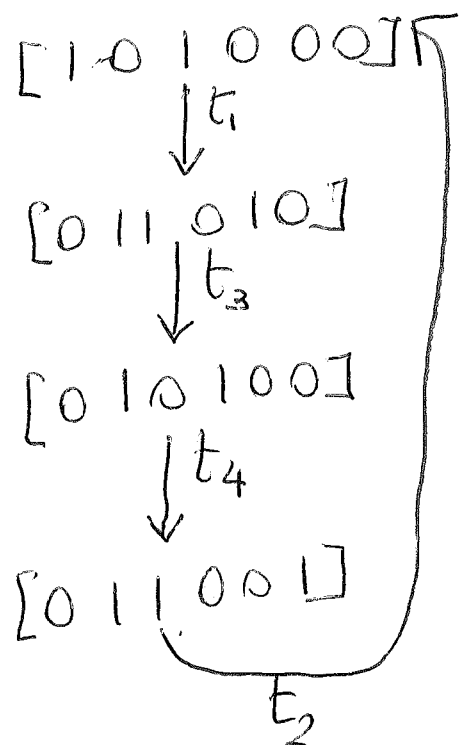 [1 0 1 0 0 0]
t₁
[0 1 1 0 1 0]
t₃
[0 1 0 1 0 0]
t₄
[0 1 1 0 0 1]
t₂